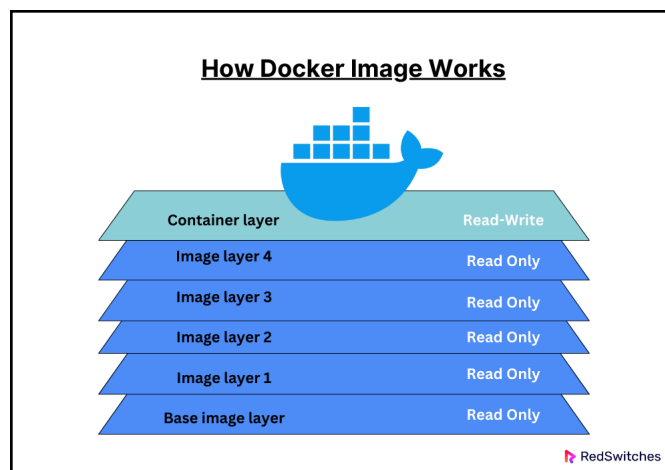 How Docker Image Works
Container layer Read-Write
Image layer 4 Read Only
Image layer 3 Read Only
Image layer 2 Read Only
Image layer 1 Read Only
Base image layer Read Only
RedSwitches